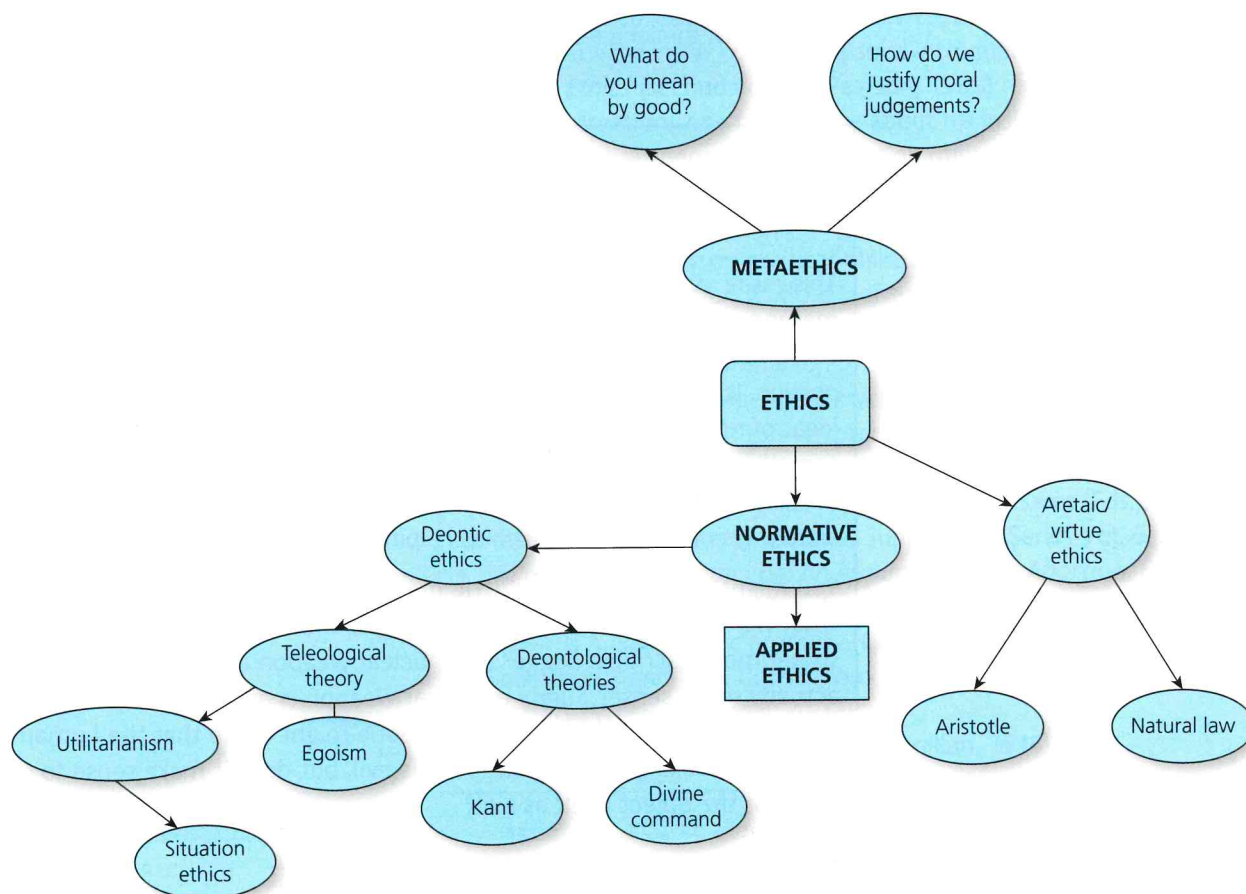 What do
you mean
by good?
How do we
justify moral
judgements?
METAETHICS
ETHICS
NORMATIVE
ETHICS
Deontic
ethics
Aretaic/
virtue
ethics
APPLIED
ETHICS
Teleological
theory
Deontological
theories
Utilitarianism
Egoism
Aristotle
Natural law
Kant
Divine
command
Situation
ethics